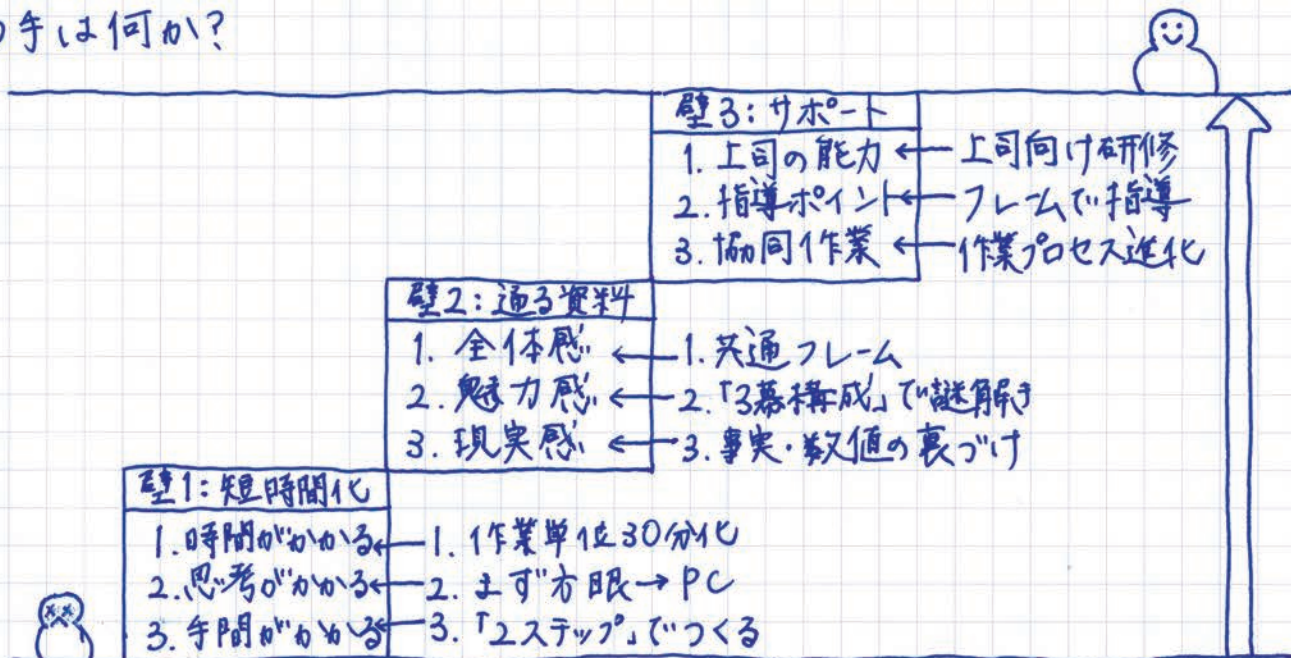 の手は何か?
壁3:サポート
1. 上司の能力 ← 上司向け研修
2. 指導ポイント ← フレームで指導
3. 協同作業 ← 作業プロセス進化
壁2:通る資料
1. 全体感 ← 1. 共通フレーム
2. 魅力感 ← 2.「3幕構成」で謎解き
3. 現実感 ← 3. 事実・数値の裏づけ
壁1:短時間化
1. 時間がかかる ← 1. 作業単位30分化
2. 思考がかかる ← 2. まず方眼→PC
3. 手間がかかる ← 3.「2ステップ」でつくる